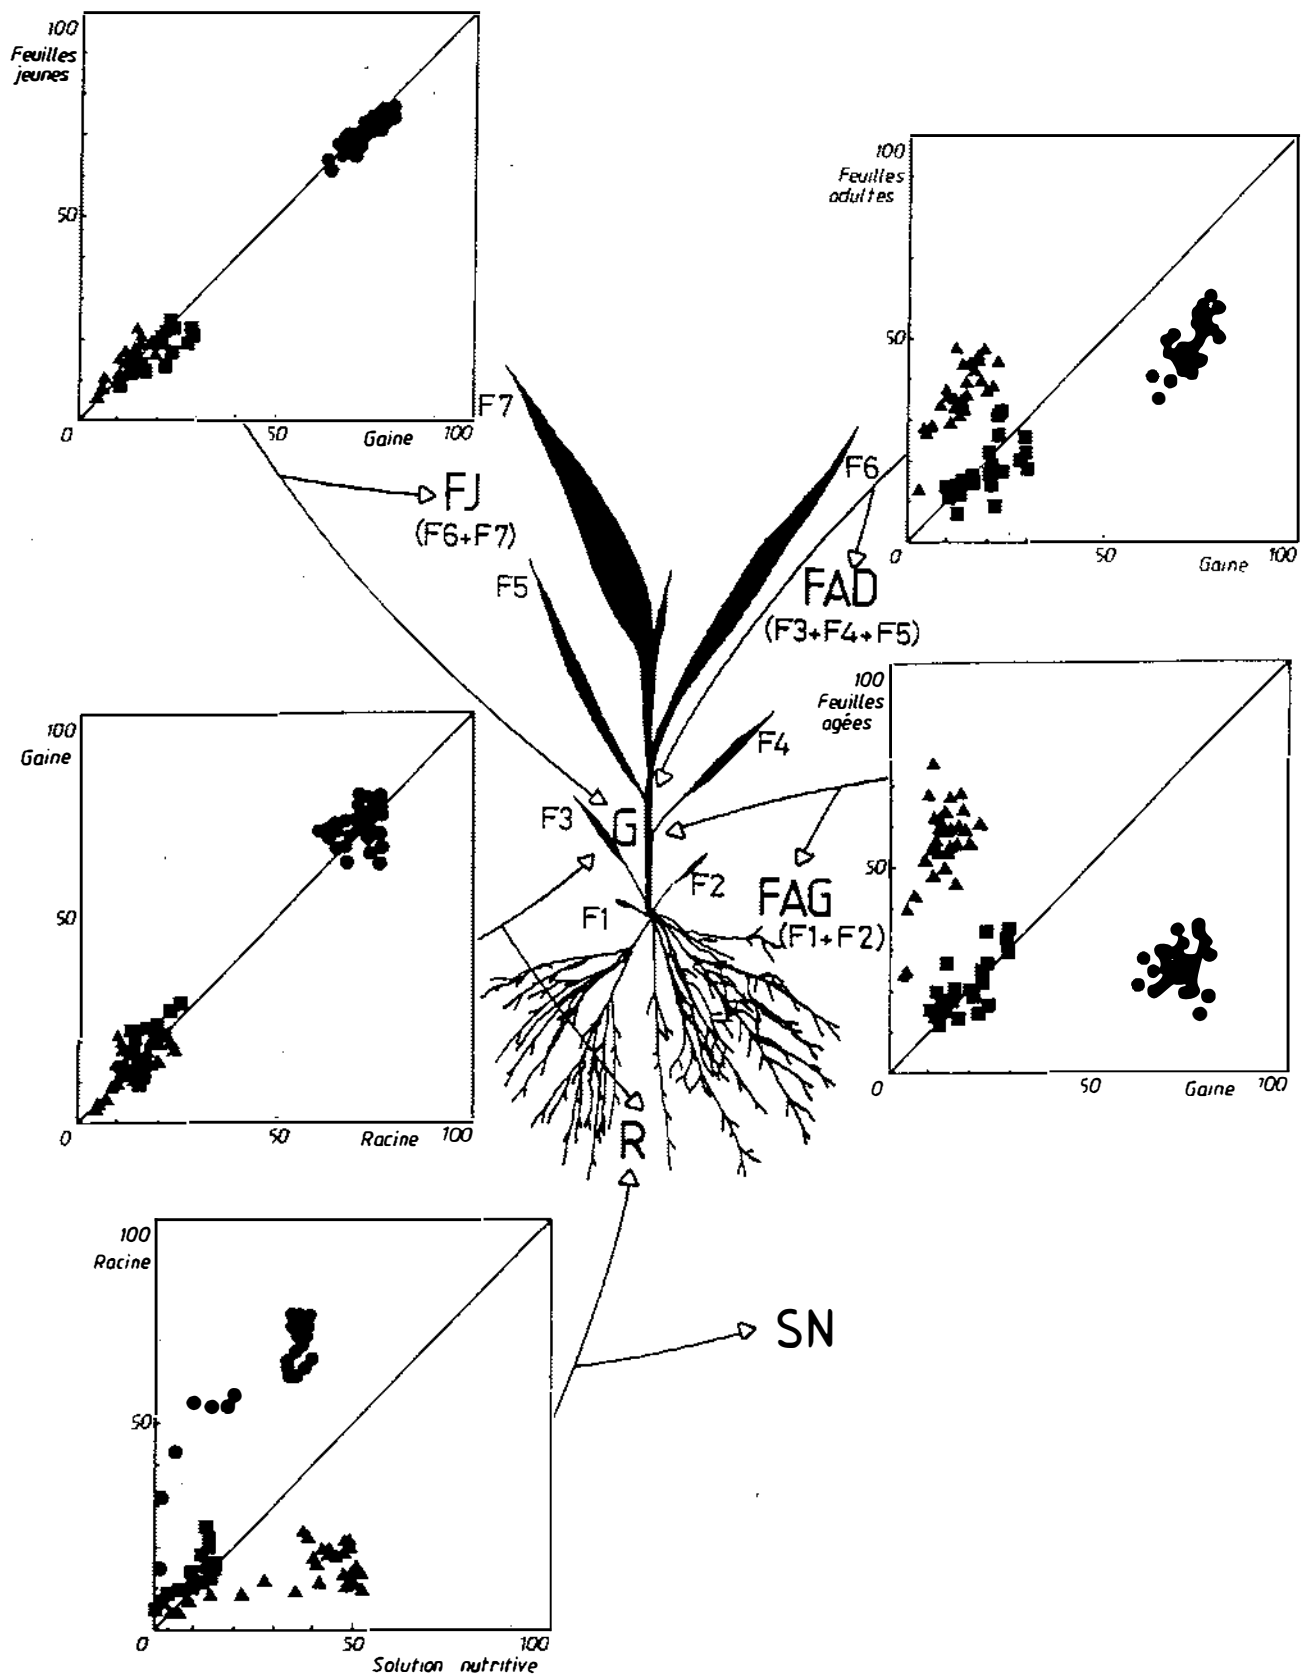 100
Feuilles
jeunes
50
0
50
Gaine
100
100
Feuilles
adultes
50
0
50
Gaine
100
F7
F6
FJ
(F6+F7)
F5
FAD
(F3+F4+F5)
100
Feuilles
agées
50
0
50
Gaine
100
100
Gaine
50
0
50
Racine
100
F4
F3
G
F2
F1
FAG
(F1+F2)
R
100
Racine
50
0
50
100
Solution nutritive
SN